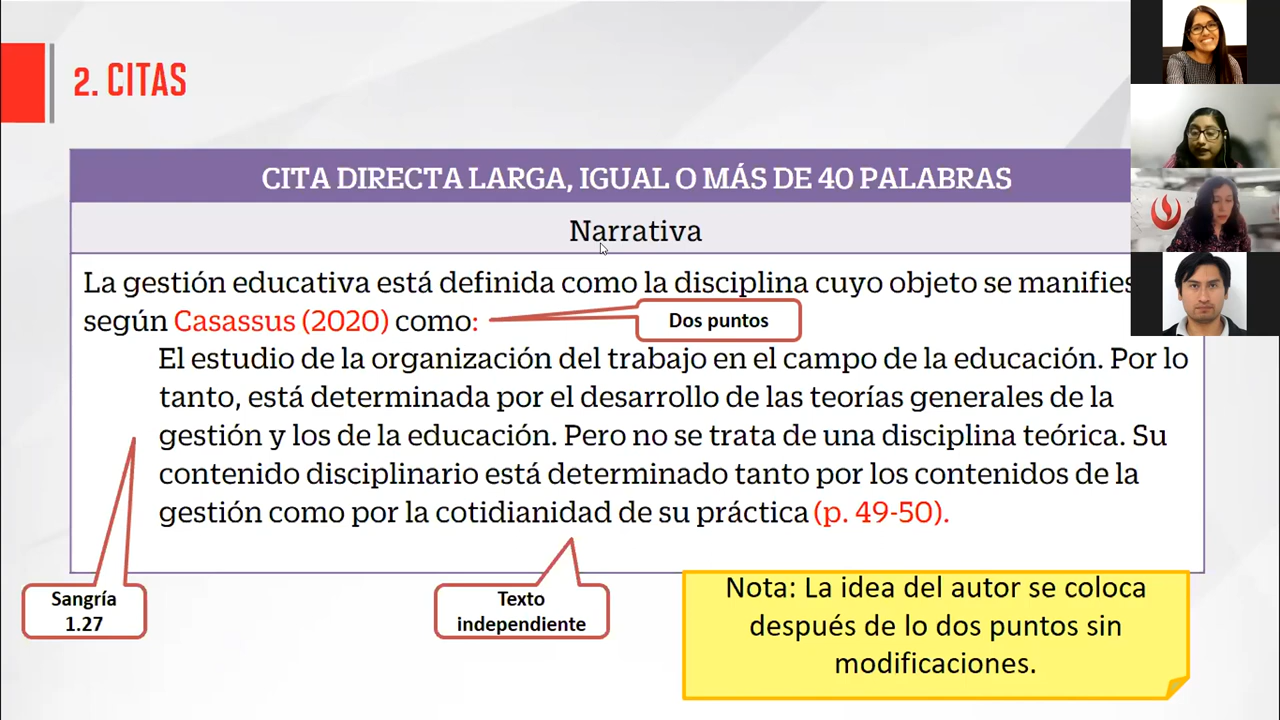 2. CITAS
CITA DIRECTA LARGA, IGUAL O MÁS DE 40 PALABRAS
Narrativa
La gestión educativa está definida como la disciplina cuyo objeto se manifies
según Casassus (2020) como:
Dos puntos
El estudio de la organización del trabajo en el campo de la educación. Por lo
tanto, está determinada por el desarrollo de las teorías generales de la
gestión y los de la educación. Pero no se trata de una disciplina teórica. Su
contenido disciplinario está determinado tanto por los contenidos de la
gestión como por la cotidianidad de su práctica (p. 49-50).
Sangría
1.27
Texto
independiente
Nota: La idea del autor se coloca
después de lo dos puntos sin
modificaciones.